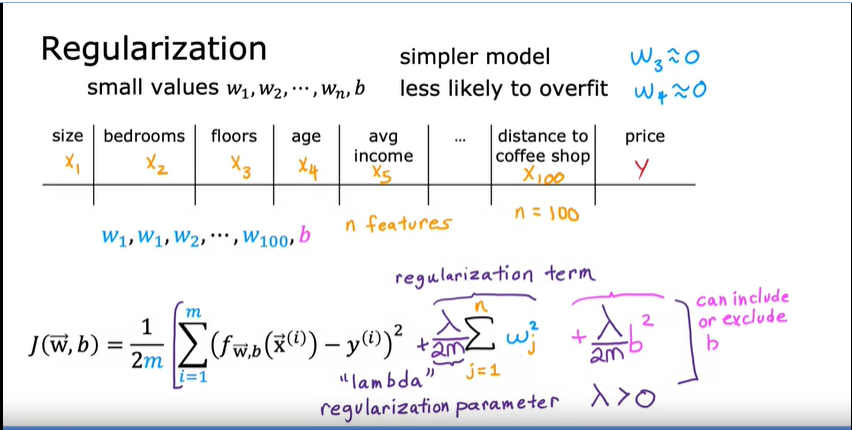 Regularization
simpler model w₃≈0
small values w₁, w₂, ⋯, wₙ, b less likely to overfit w₄≈0
size bedrooms floors age avg income ... distance to coffee shop price
x₁ x₂ x₃ x₄ x₅ x₁₀₀ y
w₁, w₁, w₂, ⋯, w₁₀₀, b n features n = 100
regularization term
J(w⃗, b) = 1/2m [ m ∑ i=1 (f_w⃗,b(x⃗⁽ⁱ⁾) − y⁽ⁱ⁾)² + λ/2m n ∑ j=1 wⱼ² + λ/2m b² ]
can include
or exclude
b
"lambda"
regularization parameter λ>0